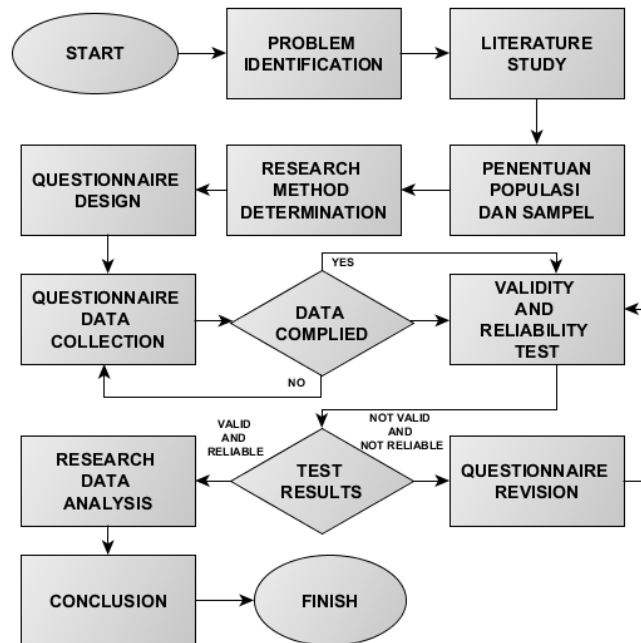 START
PROBLEM
IDENTIFICATION
LITERATURE
STUDY
QUESTIONNAIRE
DESIGN
RESEARCH
METHOD
DETERMINATION
PENENTUAN
POPULASI
DAN SAMPEL
YES
QUESTIONNAIRE
DATA
COLLECTION
DATA
COMPLIED
VALIDITY
AND
RELIABILITY
TEST
NO
VALID
AND
RELIABLE
NOT VALID
AND
NOT RELIABLE
RESEARCH
DATA
ANALYSIS
TEST
RESULTS
QUESTIONNAIRE
REVISION
CONCLUSION
FINISH